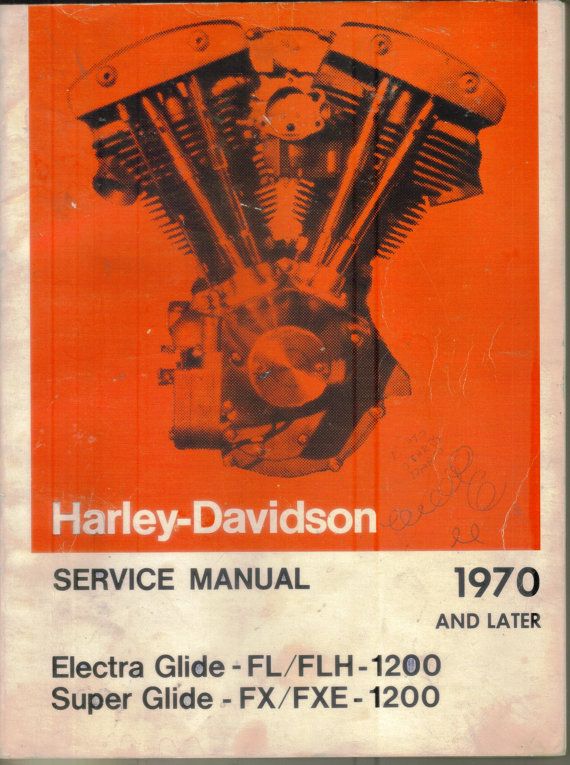 Harley-Davidson
SERVICE MANUAL 1970
AND LATER
Electra Glide - FL/FLH - 1200
Super Glide - FX/FXE - 1200